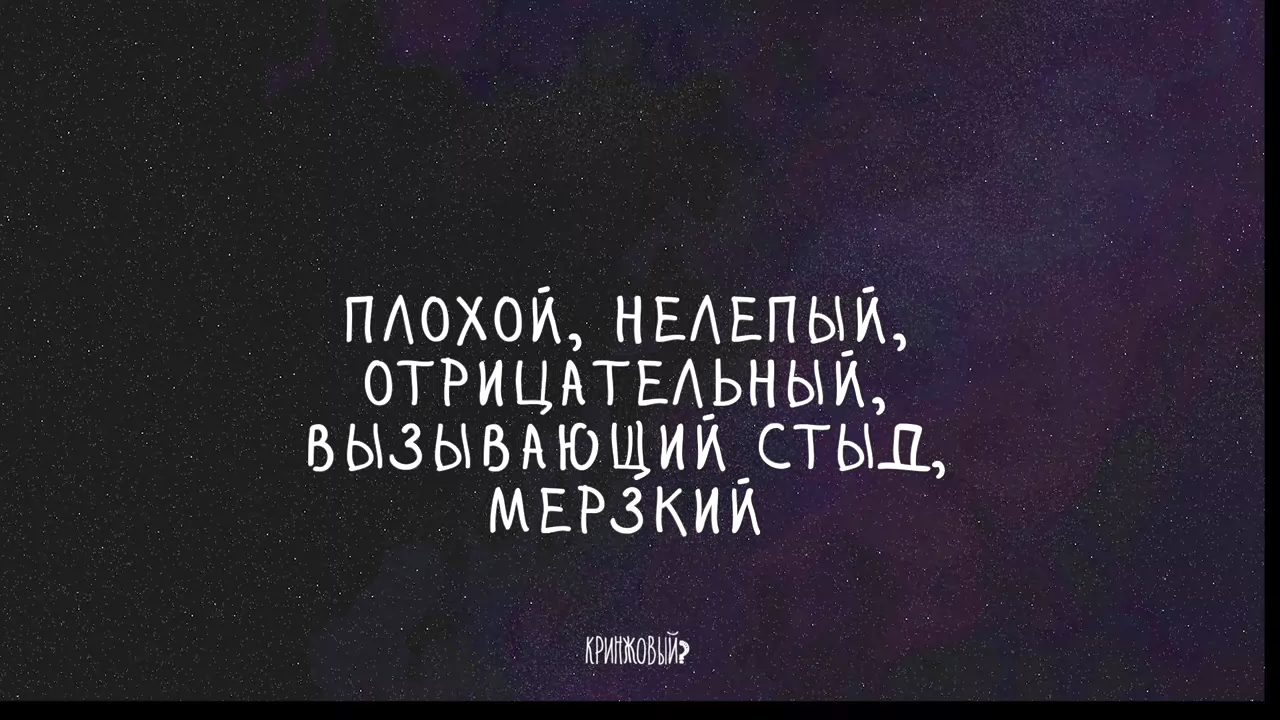 ПЛОХОЙ, НЕЛЕПЫЙ,
ОТРИЦАТЕЛЬНЫЙ,
ВЫЗЫВАЮЩИЙ СТЫД,
МЕРЗКИЙ
КРИНЖОВЫЙ?